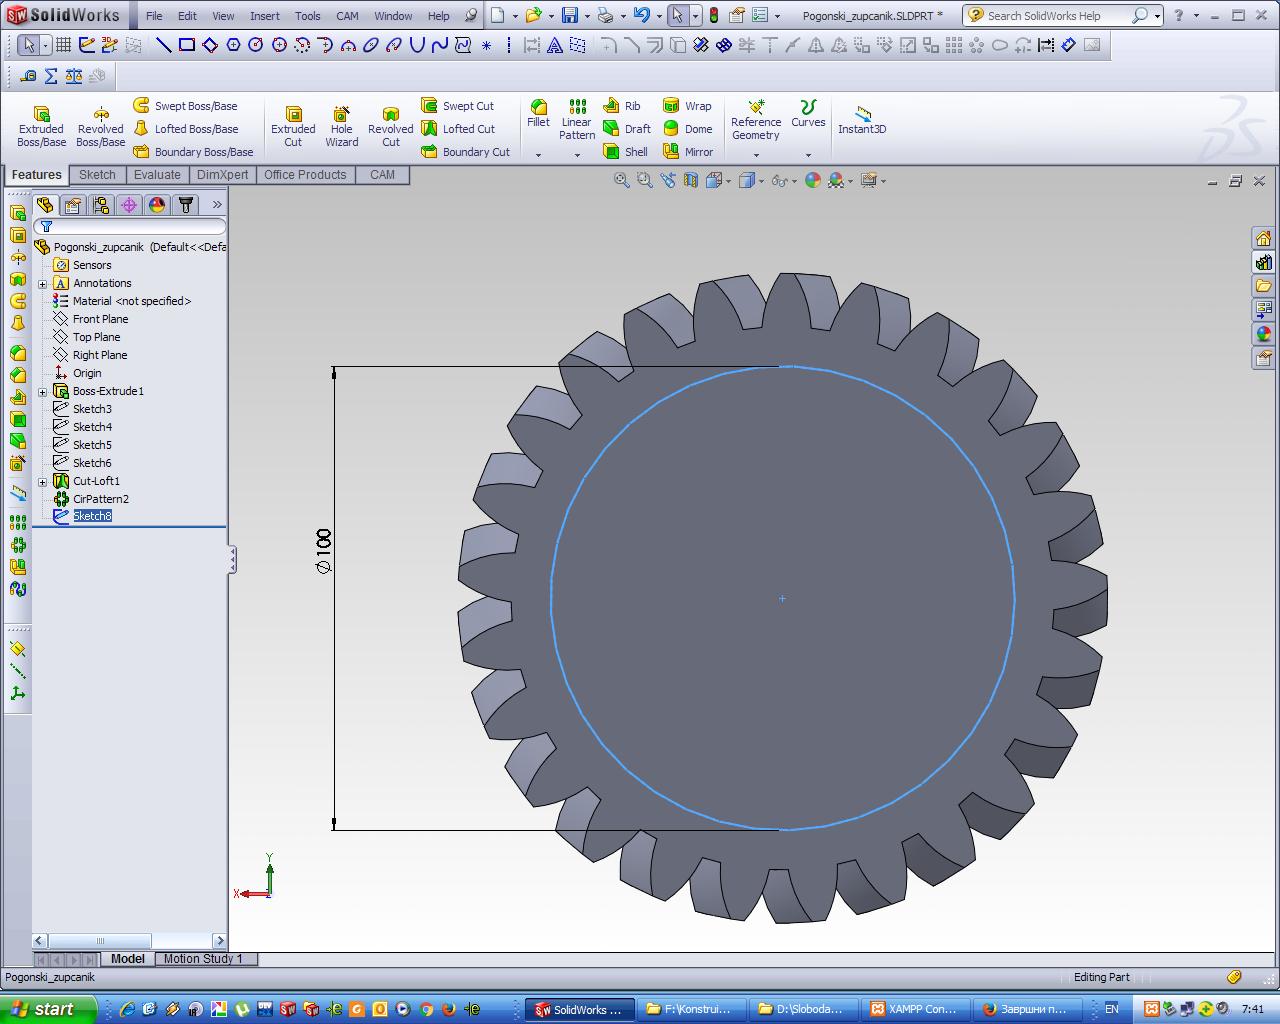 SolidWorks
File Edit View Insert Tools CAM Window Help
Pogonski_zupcanik.SLDPRT *
Search SolidWorks Help
Extruded Boss/Base
Revolved Boss/Base
Swept Boss/Base
Lofted Boss/Base
Boundary Boss/Base
Extruded Cut
Hole Wizard
Revolved Cut
Swept Cut
Lofted Cut
Boundary Cut
Fillet
Linear Pattern
Rib
Draft
Shell
Wrap
Dome
Mirror
Reference Geometry
Curves
Instant3D
Features Sketch Evaluate DimXpert Office Products CAM
Pogonski_zupcanik (Default<<Defa
Sensors
Annotations
Material <not specified>
Front Plane
Top Plane
Right Plane
Origin
Boss-Extrude1
Sketch3
Sketch4
Sketch5
Sketch6
Cut-Loft1
CirPattern2
Sketch8
Ø100
Y
X
Model Motion Study 1
Pogonski_zupcanik
Editing Part
start
SolidWorks ...
F:\Konstrui...
D:\Sloboda...
XAMPP Con...
Завршни п...
EN
7:41